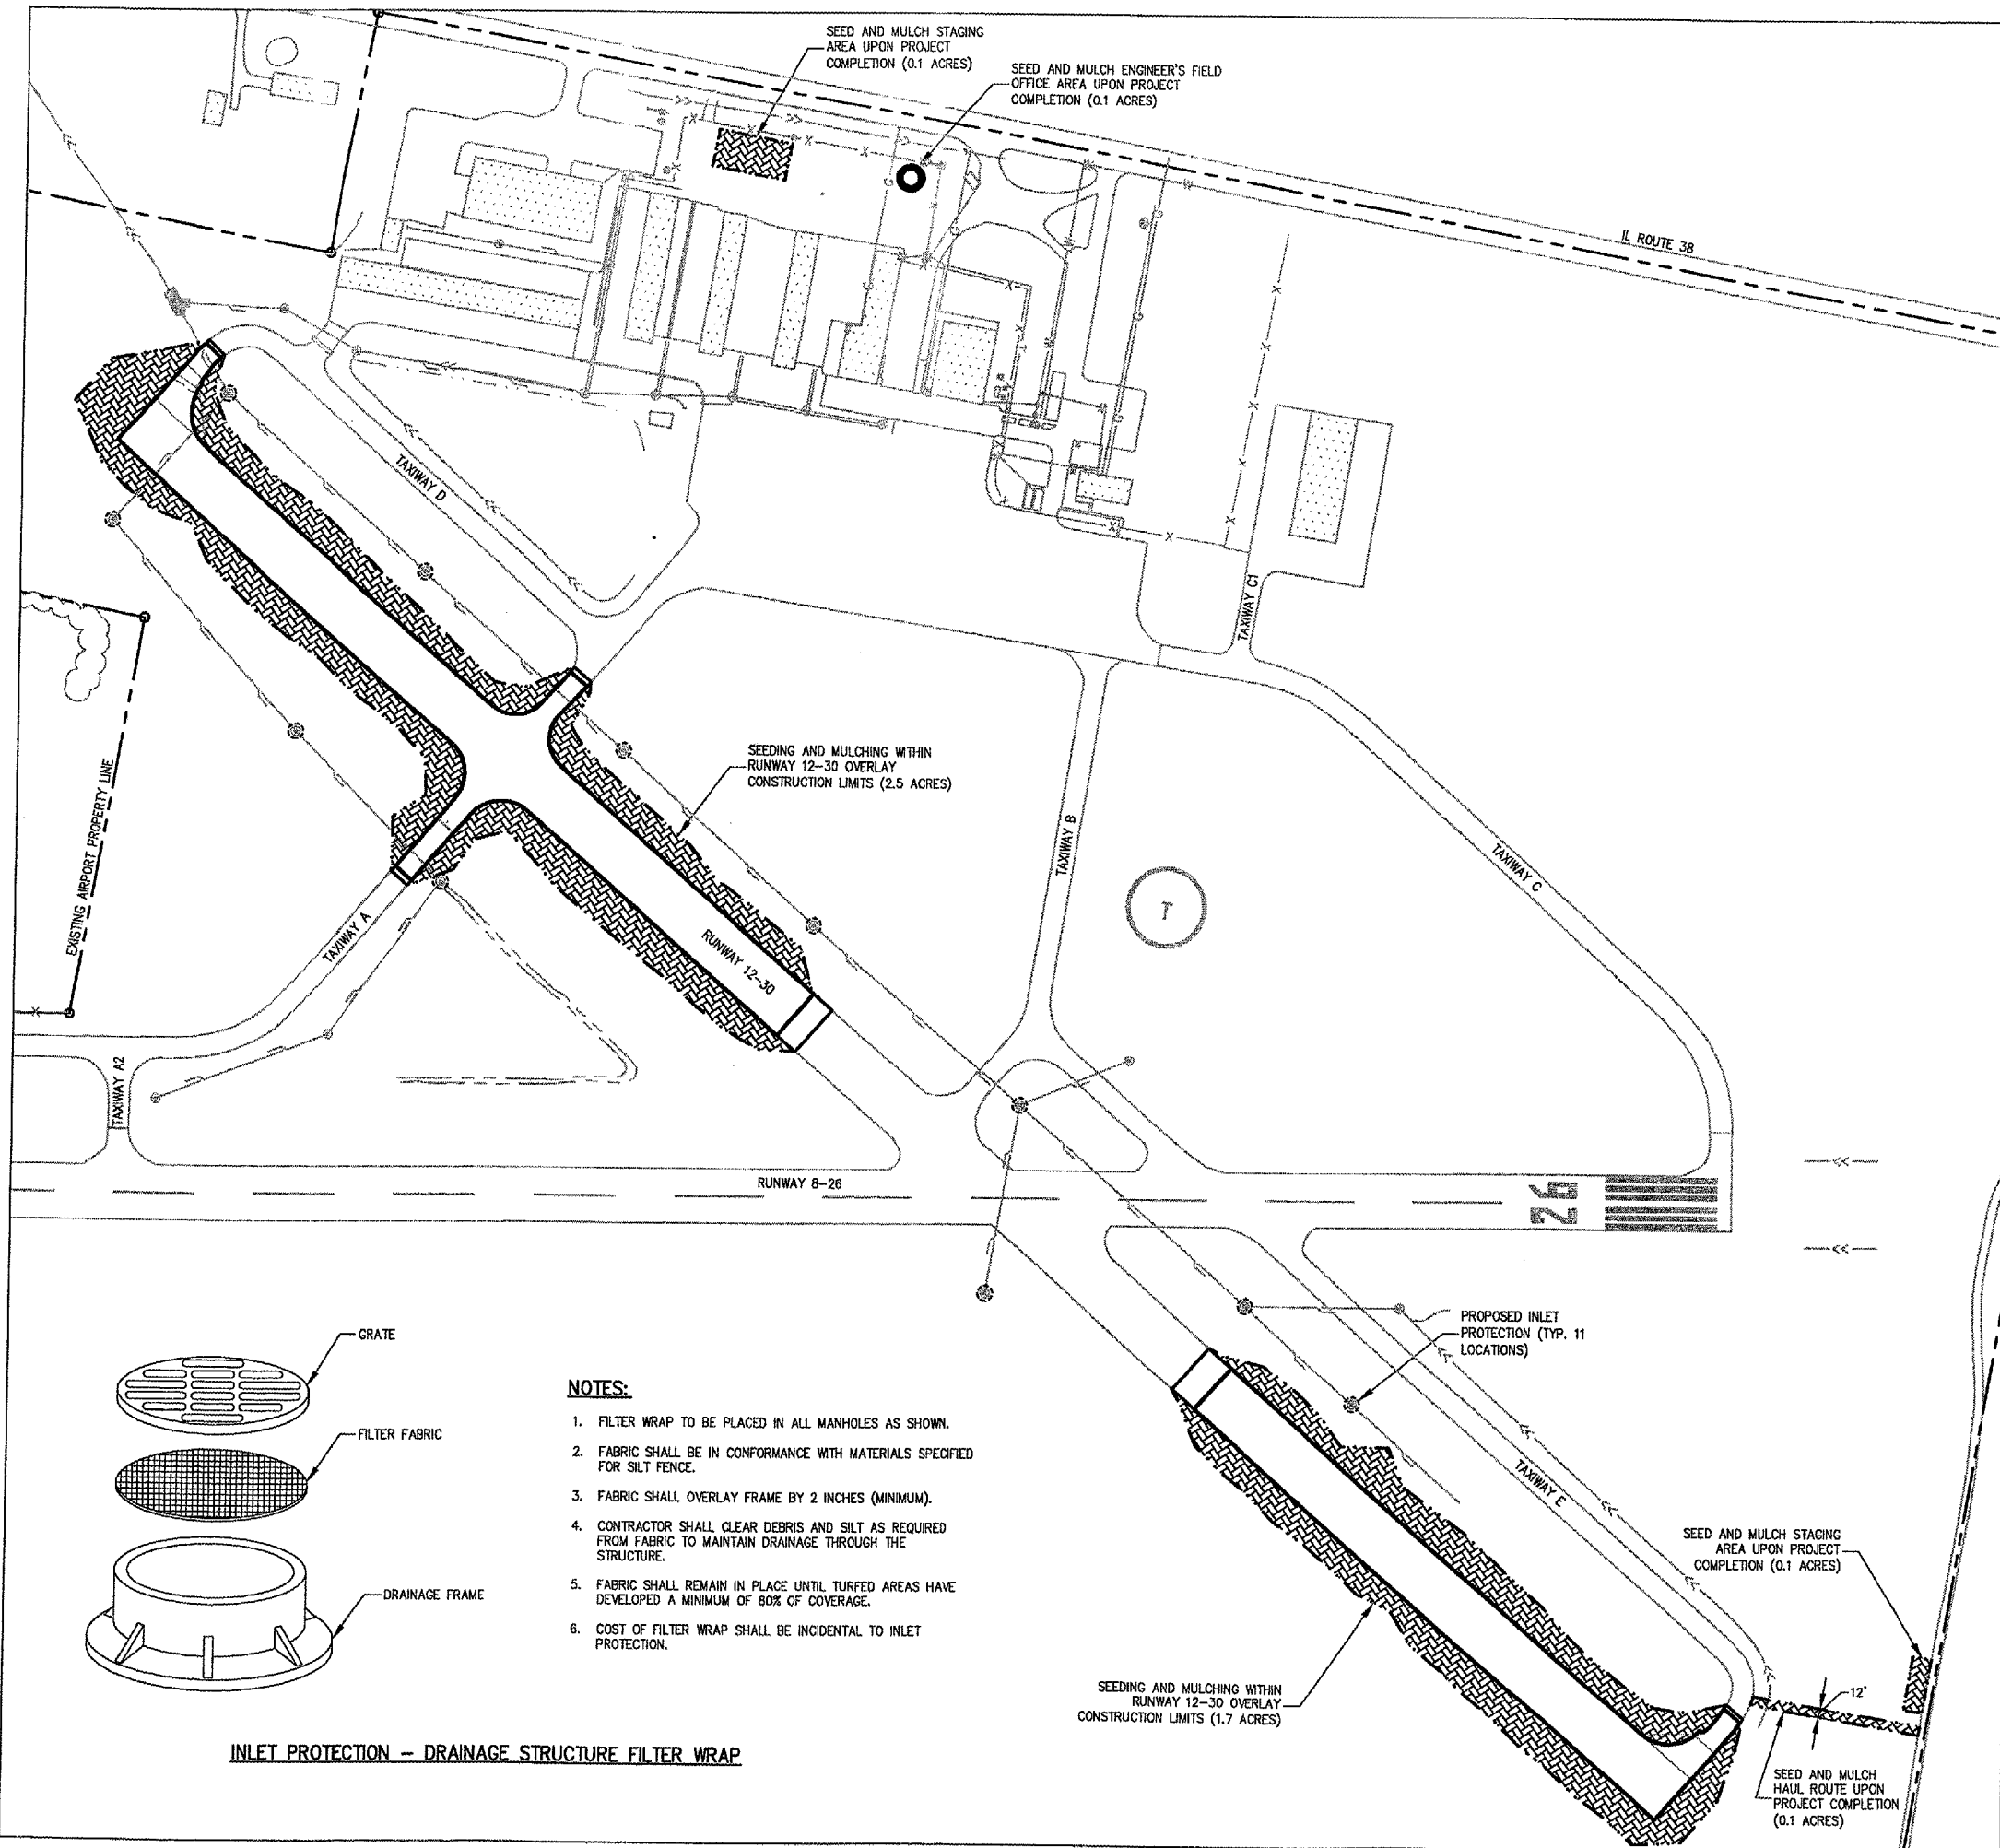 SEED AND MULCH STAGING
AREA UPON PROJECT
COMPLETION (0.1 ACRES)
SEED AND MULCH ENGINEER'S FIELD
OFFICE AREA UPON PROJECT
COMPLETION (0.1 ACRES)
IL ROUTE 38
TAXIWAY D
TAXIWAY C1
EXISTING AIRPORT PROPERTY LINE
SEEDING AND MULCHING WITHIN
RUNWAY 12-30 OVERLAY
CONSTRUCTION LIMITS (2.5 ACRES)
TAXIWAY B
TAXIWAY C
TAXIWAY A
RUNWAY 12-30
TAXIWAY A2
RUNWAY 8-26
26
PROPOSED INLET
PROTECTION (TYP. 11
LOCATIONS)
GRATE
FILTER FABRIC
DRAINAGE FRAME
NOTES:
1. FILTER WRAP TO BE PLACED IN ALL MANHOLES AS SHOWN.
2. FABRIC SHALL BE IN CONFORMANCE WITH MATERIALS SPECIFIED
FOR SILT FENCE.
3. FABRIC SHALL OVERLAY FRAME BY 2 INCHES (MINIMUM).
4. CONTRACTOR SHALL CLEAR DEBRIS AND SILT AS REQUIRED
FROM FABRIC TO MAINTAIN DRAINAGE THROUGH THE
STRUCTURE.
5. FABRIC SHALL REMAIN IN PLACE UNTIL TURFED AREAS HAVE
DEVELOPED A MINIMUM OF 80% OF COVERAGE.
6. COST OF FILTER WRAP SHALL BE INCIDENTAL TO INLET
PROTECTION.
TAXIWAY E
SEED AND MULCH STAGING
AREA UPON PROJECT
COMPLETION (0.1 ACRES)
12'
SEEDING AND MULCHING WITHIN
RUNWAY 12-30 OVERLAY
CONSTRUCTION LIMITS (1.7 ACRES)
SEED AND MULCH
HAUL ROUTE UPON
PROJECT COMPLETION
(0.1 ACRES)
INLET PROTECTION – DRAINAGE STRUCTURE FILTER WRAP